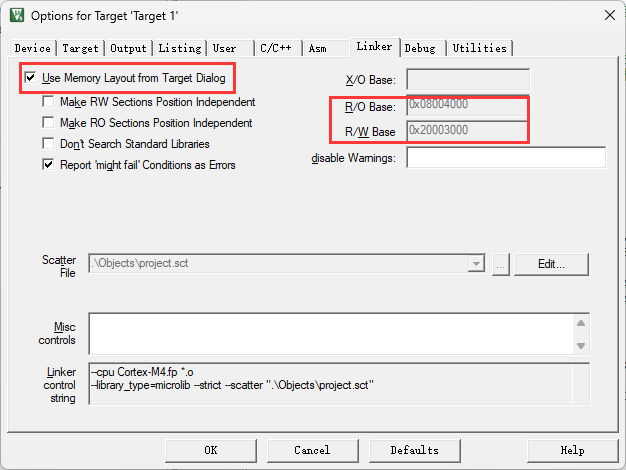 Options for Target 'Target 1'
Device Target Output Listing User C/C++ Asm Linker Debug Utilities
Use Memory Layout from Target Dialog
X/O Base:
Make RW Sections Position Independent
R/O Base: 0x08004000
Make RO Sections Position Independent
R/W Base 0x20003000
Don't Search Standard Libraries
disable Warnings:
Report 'might fail' Conditions as Errors
Scatter
File
.\Objects\project.sct
...
Edit...
Misc
controls
Linker
control
string
--cpu Cortex-M4.fp *.o
--library_type=microlib --strict --scatter ".\Objects\project.sct"
OK Cancel Defaults Help